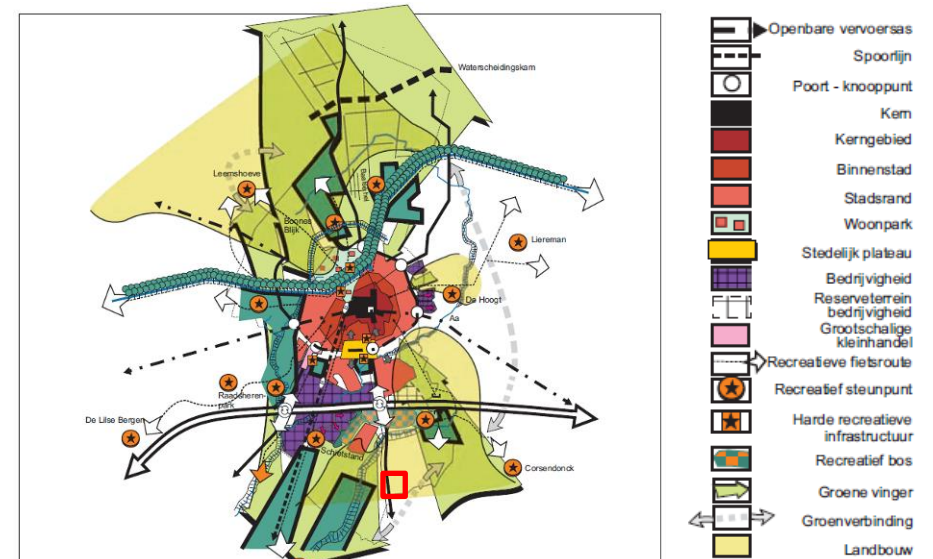 Waterscheidingskam
Leemshoeve
Boones
Blijk
Liereman
De Hoogt
Aa
Raadsheren-
park
De Lilse Bergen
Schietstand
Corsendonck
Openbare vervoersas
Spoorlijn
Poort - knooppunt
Kern
Kerngebied
Binnenstad
Stadsrand
Woonpark
Stedelijk plateau
Bedrijvigheid
Reserveterrein
bedrijvigheid
Grootschalige
kleinhandel
Recreatieve fietsroute
Recreatief steunpunt
Harde recreatieve
infrastructuur
Recreatief bos
Groene vinger
Groenverbinding
Landbouw